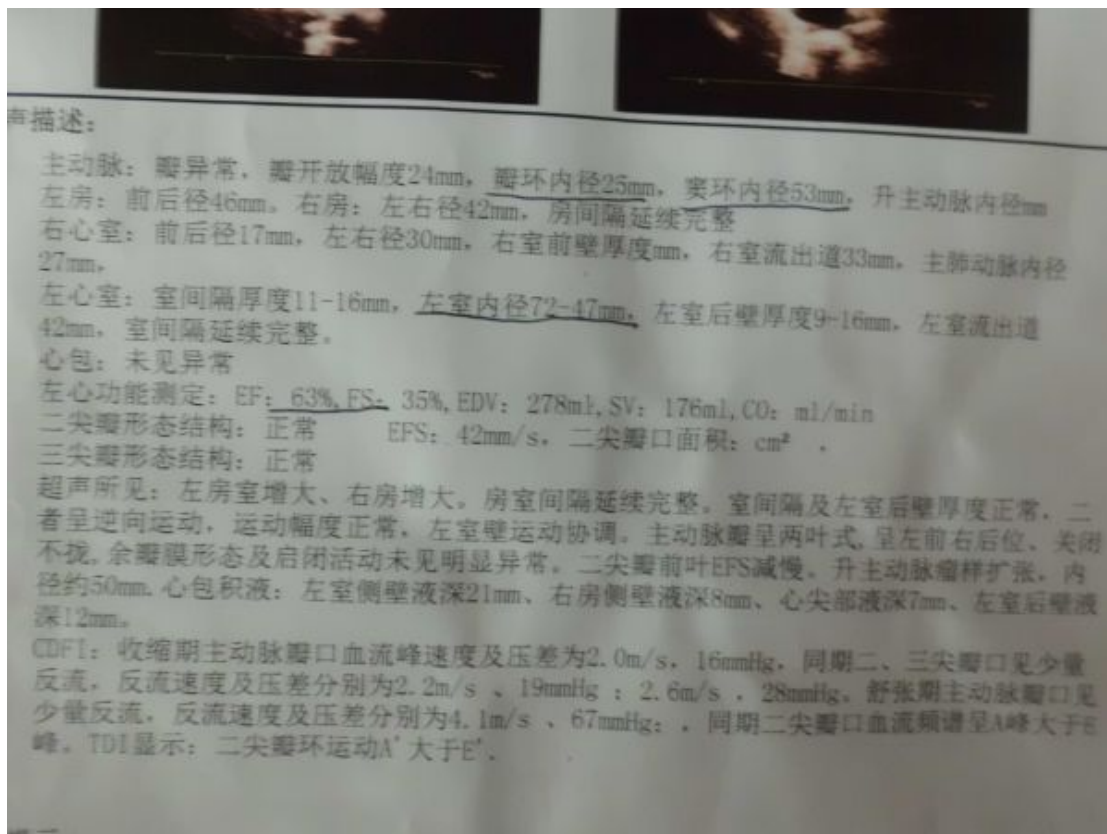 声描述:
主动脉: 瓣异常, 瓣开放幅度24mm, 瓣环内径25mm, 窦环内径53mm, 升主动脉内径mm
左房: 前后径46mm。右房: 左右径42mm, 房间隔延续完整
右心室: 前后径17mm, 左右径30mm, 右室前壁厚度mm, 右室流出道33mm, 主肺动脉内径
27mm,
左心室: 室间隔厚度11-16mm, 左室内径72-47mm, 左室后壁厚度9-16mm, 左室流出道
42mm, 室间隔延续完整。
心包: 未见异常
左心功能测定: EF: 63%,FS: 35%,EDV: 278ml,SV: 176ml,CO: ml/min
二尖瓣形态结构: 正常 EFS: 42mm/s, 二尖瓣口面积: cm² .
三尖瓣形态结构: 正常
超声所见: 左房室增大、右房增大。房室间隔延续完整。室间隔及左室后壁厚度正常, 二
者呈逆向运动, 运动幅度正常, 左室壁运动协调。主动脉瓣呈两叶式,呈左前右后位、关闭
不拢,余瓣膜形态及启闭活动未见明显异常。二尖瓣前叶EFS减慢。升主动脉瘤样扩张, 内
径约50mm.心包积液: 左室侧壁液深21mm、右房侧壁液深8mm、心尖部液深7mm、左室后壁液
深12mm。
CDFI: 收缩期主动脉瓣口血流峰速度及压差为2.0m/s, 16mmHg, 同期二、三尖瓣口见少量
反流, 反流速度及压差分别为2.2m/s 、19mmHg ; 2.6m/s , 28mmHg。舒张期主动脉瓣口见
少量反流, 反流速度及压差分别为4.1m/s 、67mmHg; . 同期二尖瓣口血流频谱呈A峰大于E
峰。TDI显示: 二尖瓣环运动A'大于E'.